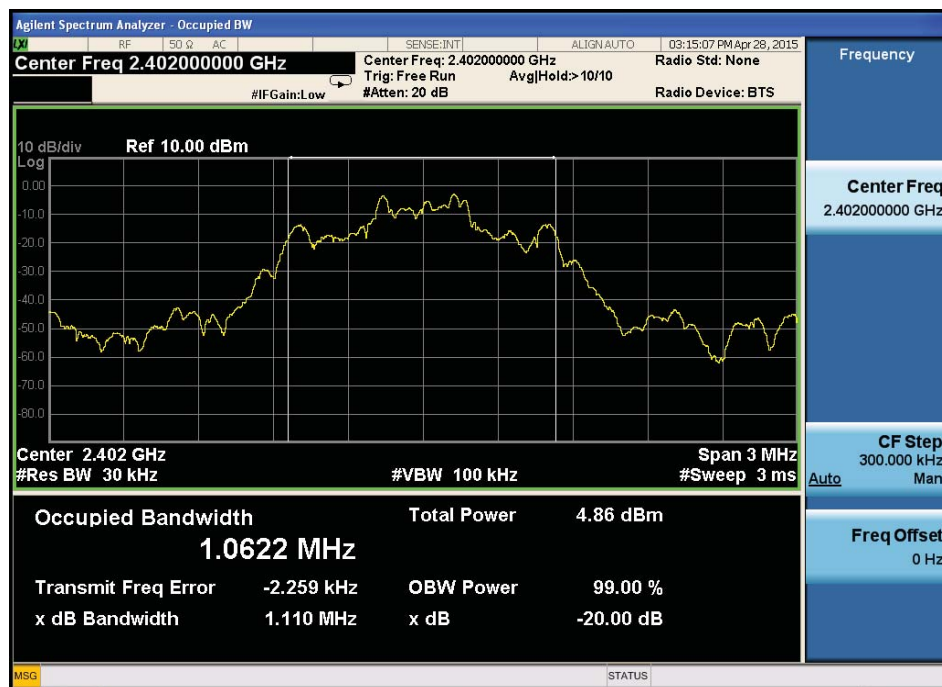 Agilent Spectrum Analyzer - Occupied BW
LXI RF 50 Ω AC SENSE:INT ALIGN AUTO 03:15:07 PM Apr 28, 2015
Center Freq 2.402000000 GHz
Center Freq: 2.402000000 GHz
Radio Std: None
Trig: Free Run Avg|Hold:>10/10
#IFGain:Low
#Atten: 20 dB
Radio Device: BTS
10 dB/div Ref 10.00 dBm
Log
0.00
-10.0
-20.0
-30.0
-40.0
-50.0
-60.0
-70.0
-80.0
Center 2.402 GHz Span 3 MHz
#Res BW 30 kHz #VBW 100 kHz #Sweep 3 ms
Occupied Bandwidth Total Power 4.86 dBm
1.0622 MHz
Transmit Freq Error -2.259 kHz OBW Power 99.00 %
x dB Bandwidth 1.110 MHz x dB -20.00 dB
MSG STATUS
Frequency
Center Freq
2.402000000 GHz
CF Step
300.000 kHz
Auto Man
Freq Offset
0 Hz